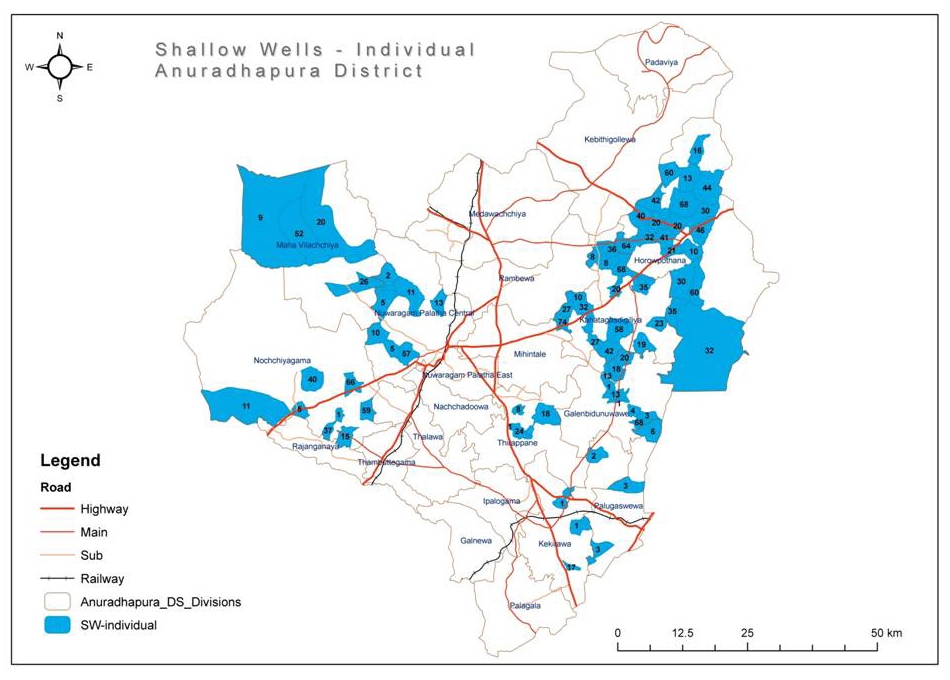 Shallow Wells - Individual
Anuradhapura District
N
W
E
S
Padaviya
Kebithigollewa
16
60
13
44
42
68
30
40
20
20
46
32
41
36
64
21
10
8
8
68
Horowpothana
9
20
52
Maha Vilachchiya
Medawachchiya
Rambewa
26
2
11
5
13
Nuwaragam Palatha Central
10
5
57
20
35
30
60
10
27
32
74
Kahatagasdigiliya
58
35
23
32
27
42
20
19
18
13
1
13
1
Mihintale
Nochchiyagama
40
66
Nuwaragam Palatha East
11
5
1
59
37
15
Rajanganaya
Nachchadoowa
Thalawa
Thambuttegama
8
18
1
24
Thirappane
Galenbidunuwawe
4
3
68
6
2
3
Ipalogama
1
Palugaswewa
Galnewa
Kekirawa
1
3
17
Palagala
Legend
Road
Highway
Main
Sub
Railway
Anuradhapura_DS_Divisions
SW-individual
0 12.5 25 50 km